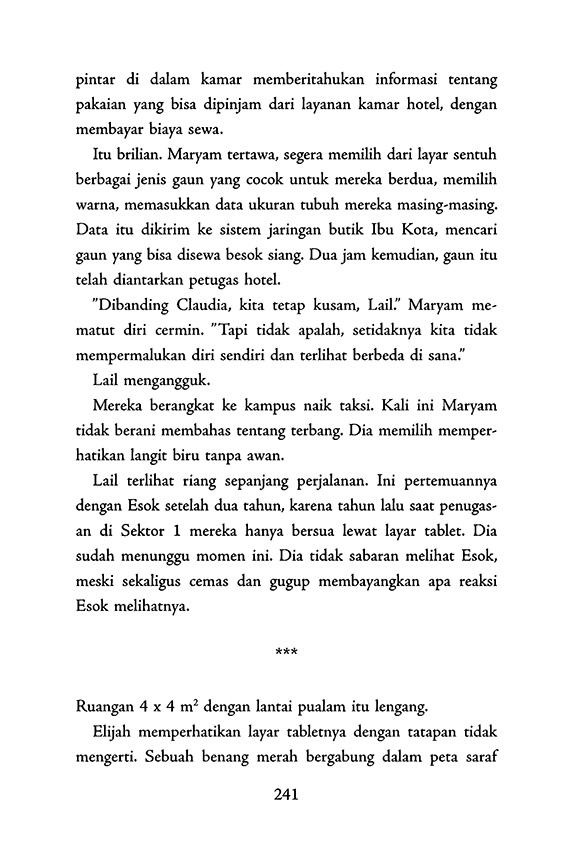 pintar di dalam kamar memberitahukan informasi tentang
pakaian yang bisa dipinjam dari layanan kamar hotel, dengan
membayar biaya sewa.
Itu brilian. Maryam tertawa, segera memilih dari layar sentuh
berbagai jenis gaun yang cocok untuk mereka berdua, memilih
warna, memasukkan data ukuran tubuh mereka masing-masing.
Data itu dikirim ke sistem jaringan butik Ibu Kota, mencari
gaun yang bisa disewa besok siang. Dua jam kemudian, gaun itu
telah diantarkan petugas hotel.
”Dibanding Claudia, kita tetap kusam, Lail.” Maryam me-
matut diri cermin. ”Tapi tidak apalah, setidaknya kita tidak
mempermalukan diri sendiri dan terlihat berbeda di sana.”
Lail mengangguk.
Mereka berangkat ke kampus naik taksi. Kali ini Maryam
tidak berani membahas tentang terbang. Dia memilih memper-
hatikan langit biru tanpa awan.
Lail terlihat riang sepanjang perjalanan. Ini pertemuannya
dengan Esok setelah dua tahun, karena tahun lalu saat penugas-
an di Sektor 1 mereka hanya bersua lewat layar tablet. Dia
sudah menunggu momen ini. Dia tidak sabaran melihat Esok,
meski sekaligus cemas dan gugup membayangkan apa reaksi
Esok melihatnya.
***
Ruangan 4 x 4 m² dengan lantai pualam itu lengang.
Elijah memperhatikan layar tabletnya dengan tatapan tidak
mengerti. Sebuah benang merah bergabung dalam peta saraf
241